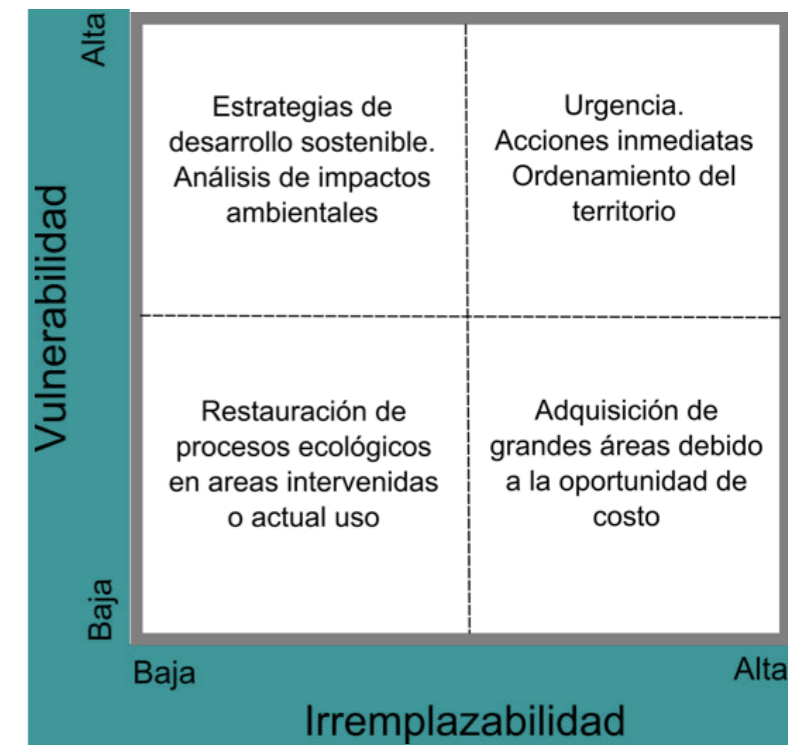 Alta
Vulnerabilidad
Baja
Estrategias de
desarrollo sostenible.
Análisis de impactos
ambientales
Urgencia.
Acciones inmediatas
Ordenamiento del
territorio
Restauración de
procesos ecológicos
en areas intervenidas
o actual uso
Adquisición de
grandes áreas debido
a la oportunidad de
costo
Baja
Alta
Irremplazabilidad